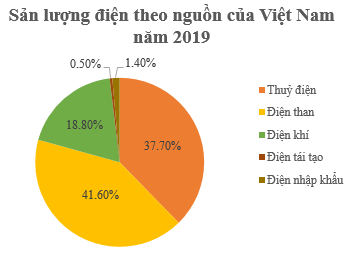 Sản lượng điện theo nguồn của Việt Nam
năm 2019
0.50%
1.40%
18.80%
37.70%
41.60%
Thuỷ điện
Điện than
Điện khí
Điện tái tạo
Điện nhập khẩu